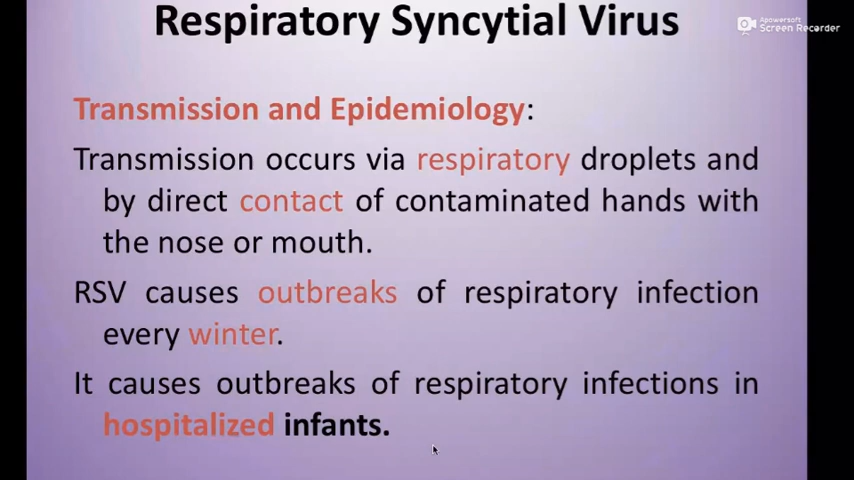 Respiratory Syncytial Virus
Apowersoft
Screen Recorder
Transmission and Epidemiology:
Transmission occurs via respiratory droplets and
by direct contact of contaminated hands with
the nose or mouth.
RSV causes outbreaks of respiratory infection
every winter.
It causes outbreaks of respiratory infections in
hospitalized infants.